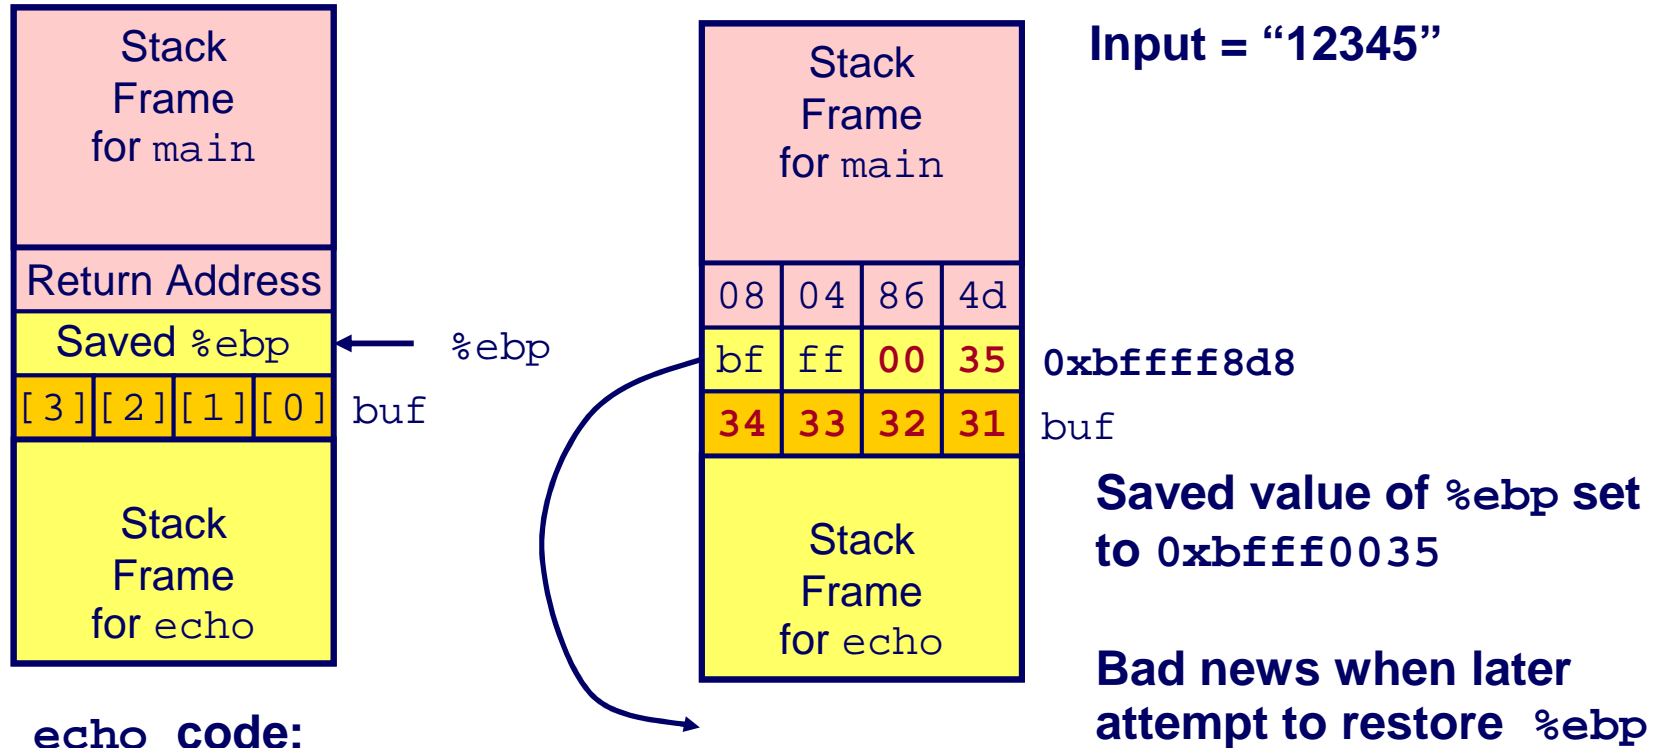 Stack
Frame
for main
Return Address
Saved %ebp
%ebp
[3] [2] [1] [0]
buf
Stack
Frame
for echo
echo code:
Stack
Frame
for main
08 04 86 4d
bf ff 00 35
0xbffff8d8
34 33 32 31
buf
Stack
Frame
for echo
Input = “12345”
Saved value of %ebp set
to 0xbfff0035
Bad news when later
attempt to restore %ebp